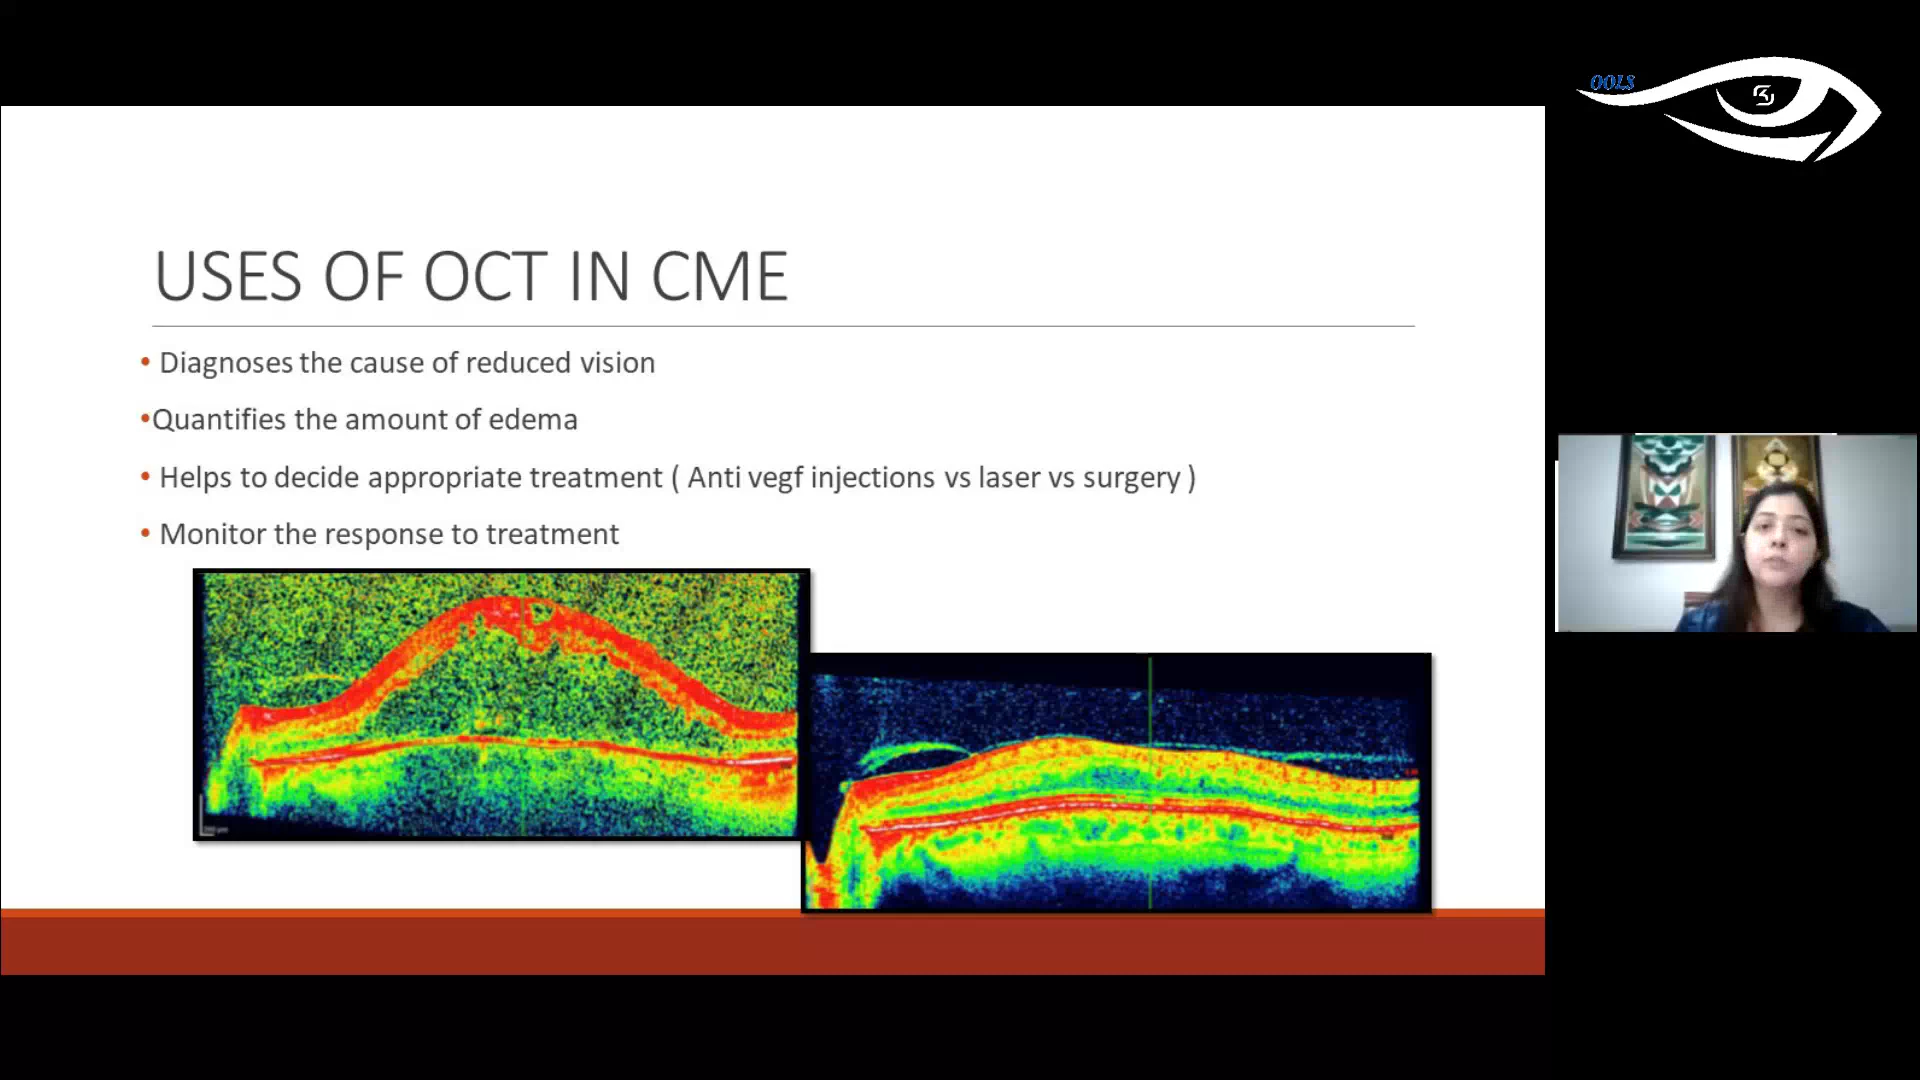 OOLS
USES OF OCT IN CME
• Diagnoses the cause of reduced vision
•Quantifies the amount of edema
• Helps to decide appropriate treatment ( Anti vegf injections vs laser vs surgery )
• Monitor the response to treatment